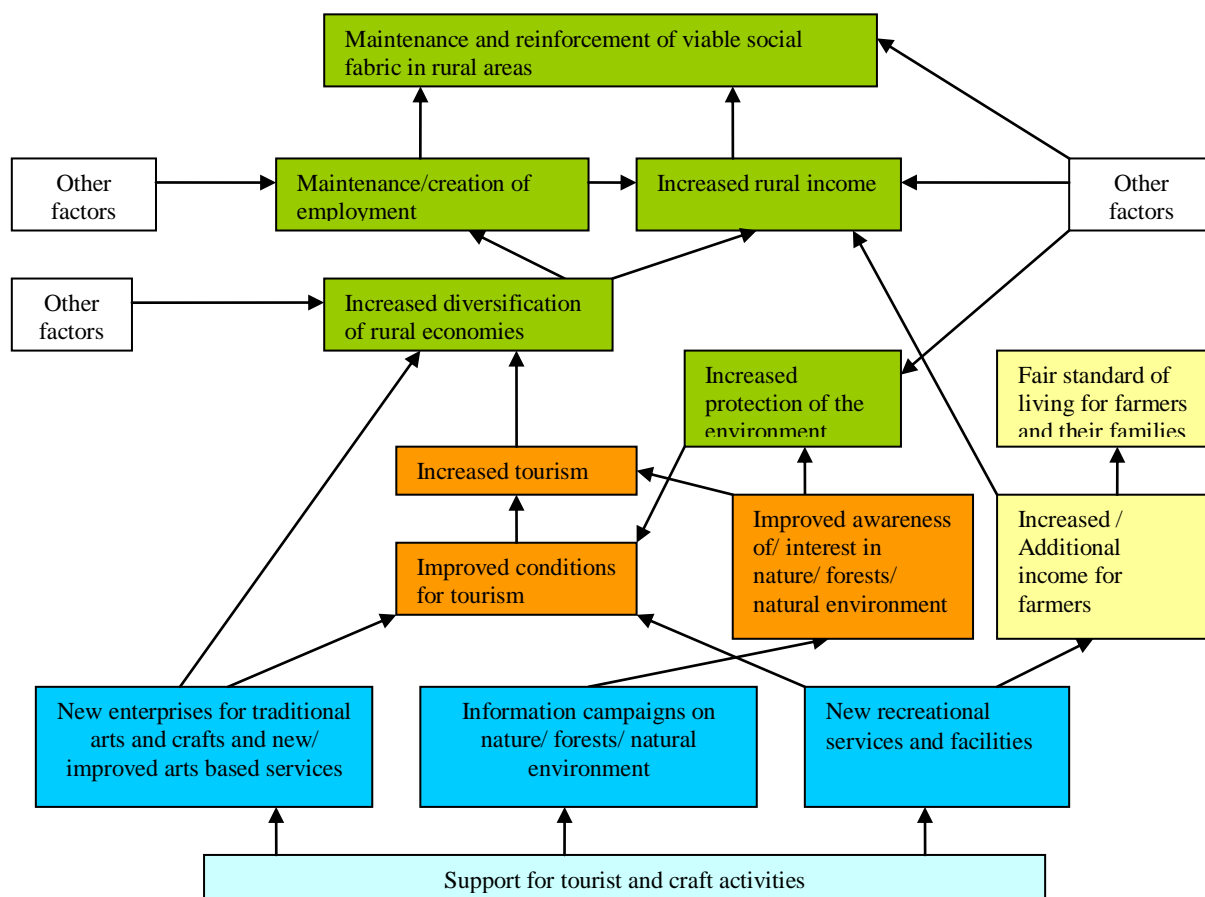 Maintenance and reinforcement of viable social
fabric in rural areas
Other
factors
Maintenance/creation of
employment
Increased rural income
Other
factors
Other
factors
Increased diversification
of rural economies
Increased
protection of the
environment
Fair standard of
living for farmers
and their families
Increased tourism
Improved awareness
of/ interest in
nature/ forests/
natural environment
Increased /
Additional
income for
farmers
Improved conditions
for tourism
New enterprises for traditional
arts and crafts and new/
improved arts based services
Information campaigns on
nature/ forests/ natural
environment
New recreational
services and facilities
Support for tourist and craft activities